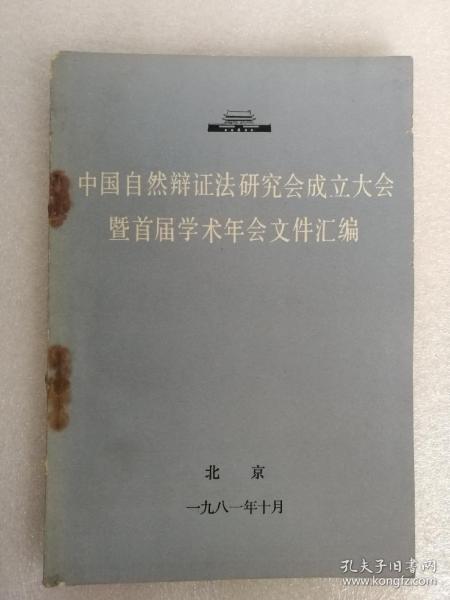 中国自然辩证法研究会成立大会
暨首届学术年会文件汇编
北京
一九八一年十月
孔夫子旧书网
www.kongfz.com